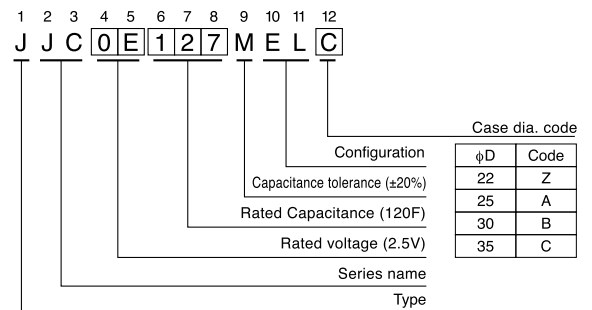 1 2 3 4 5 6 7 8 9 10 11 12
J J C 0 E 1 2 7 M E L C
Case dia. code
Configuration
Capacitance tolerance (±20%)
Rated Capacitance (120F)
Rated voltage (2.5V)
Series name
Type
φD Code
22 Z
25 A
30 B
35 C